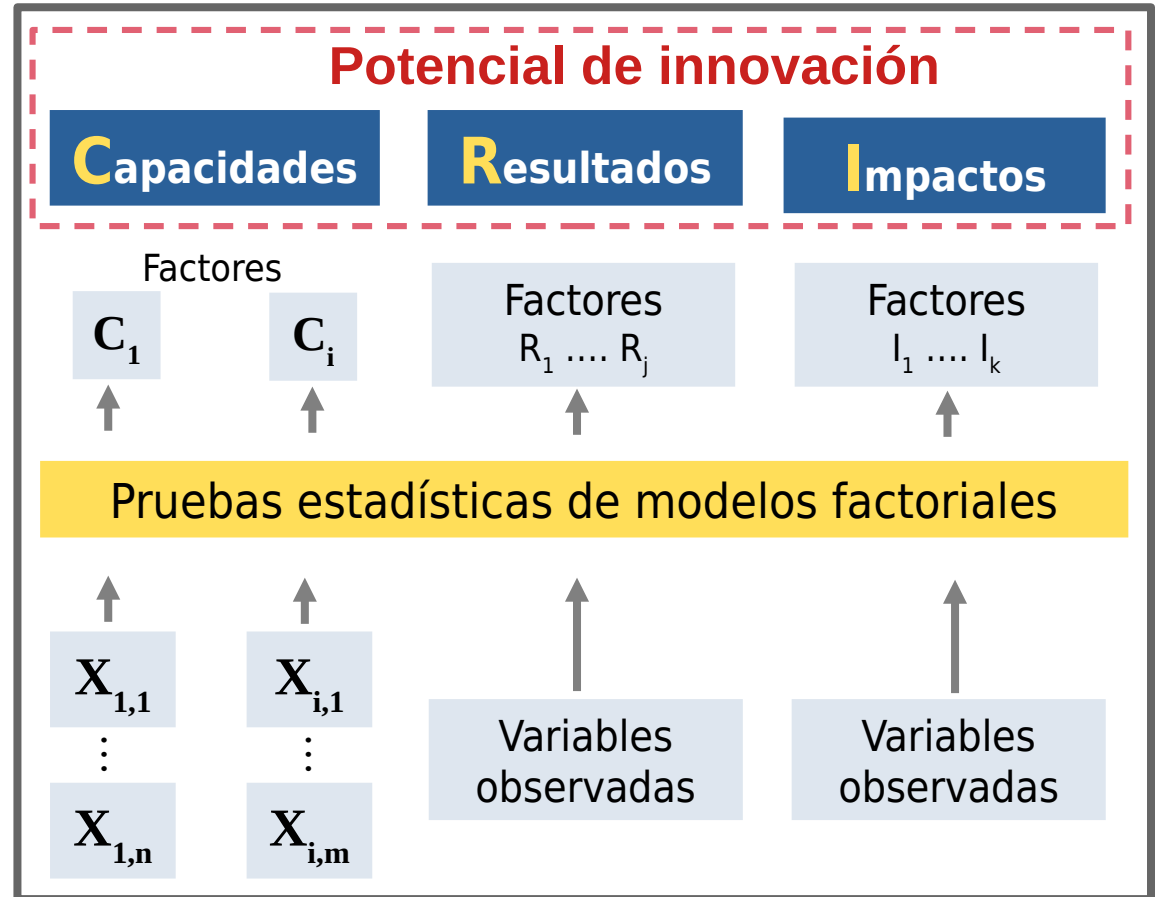 Potencial de innovación
Capacidades
Resultados
Impactos
Factores
C1
Ci
Factores
R1 .... Rj
Factores
I1 .... Ik
Pruebas estadísticas de modelos factoriales
X1,1
⋮
X1,n
Xi,1
⋮
Xi,m
Variables
observadas
Variables
observadas